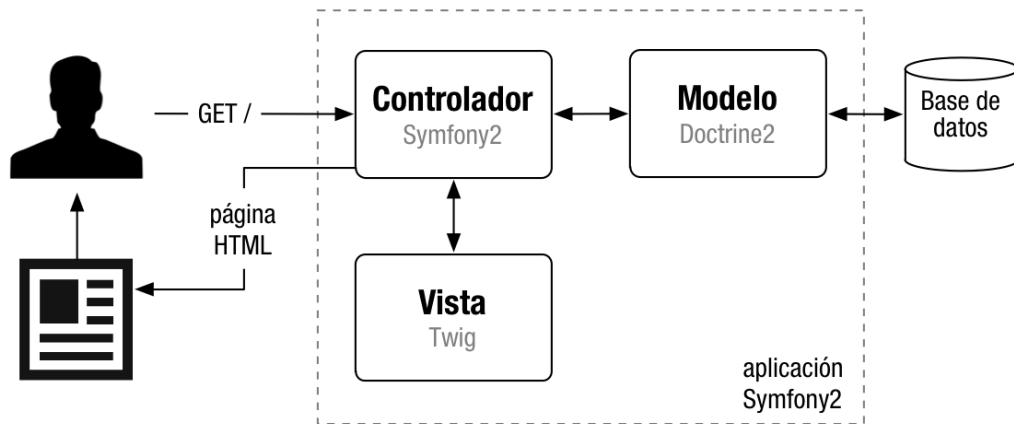 GET /
Controlador
Symfony2
Modelo
Doctrine2
Base de
datos
página
HTML
Vista
Twig
aplicación
Symfony2